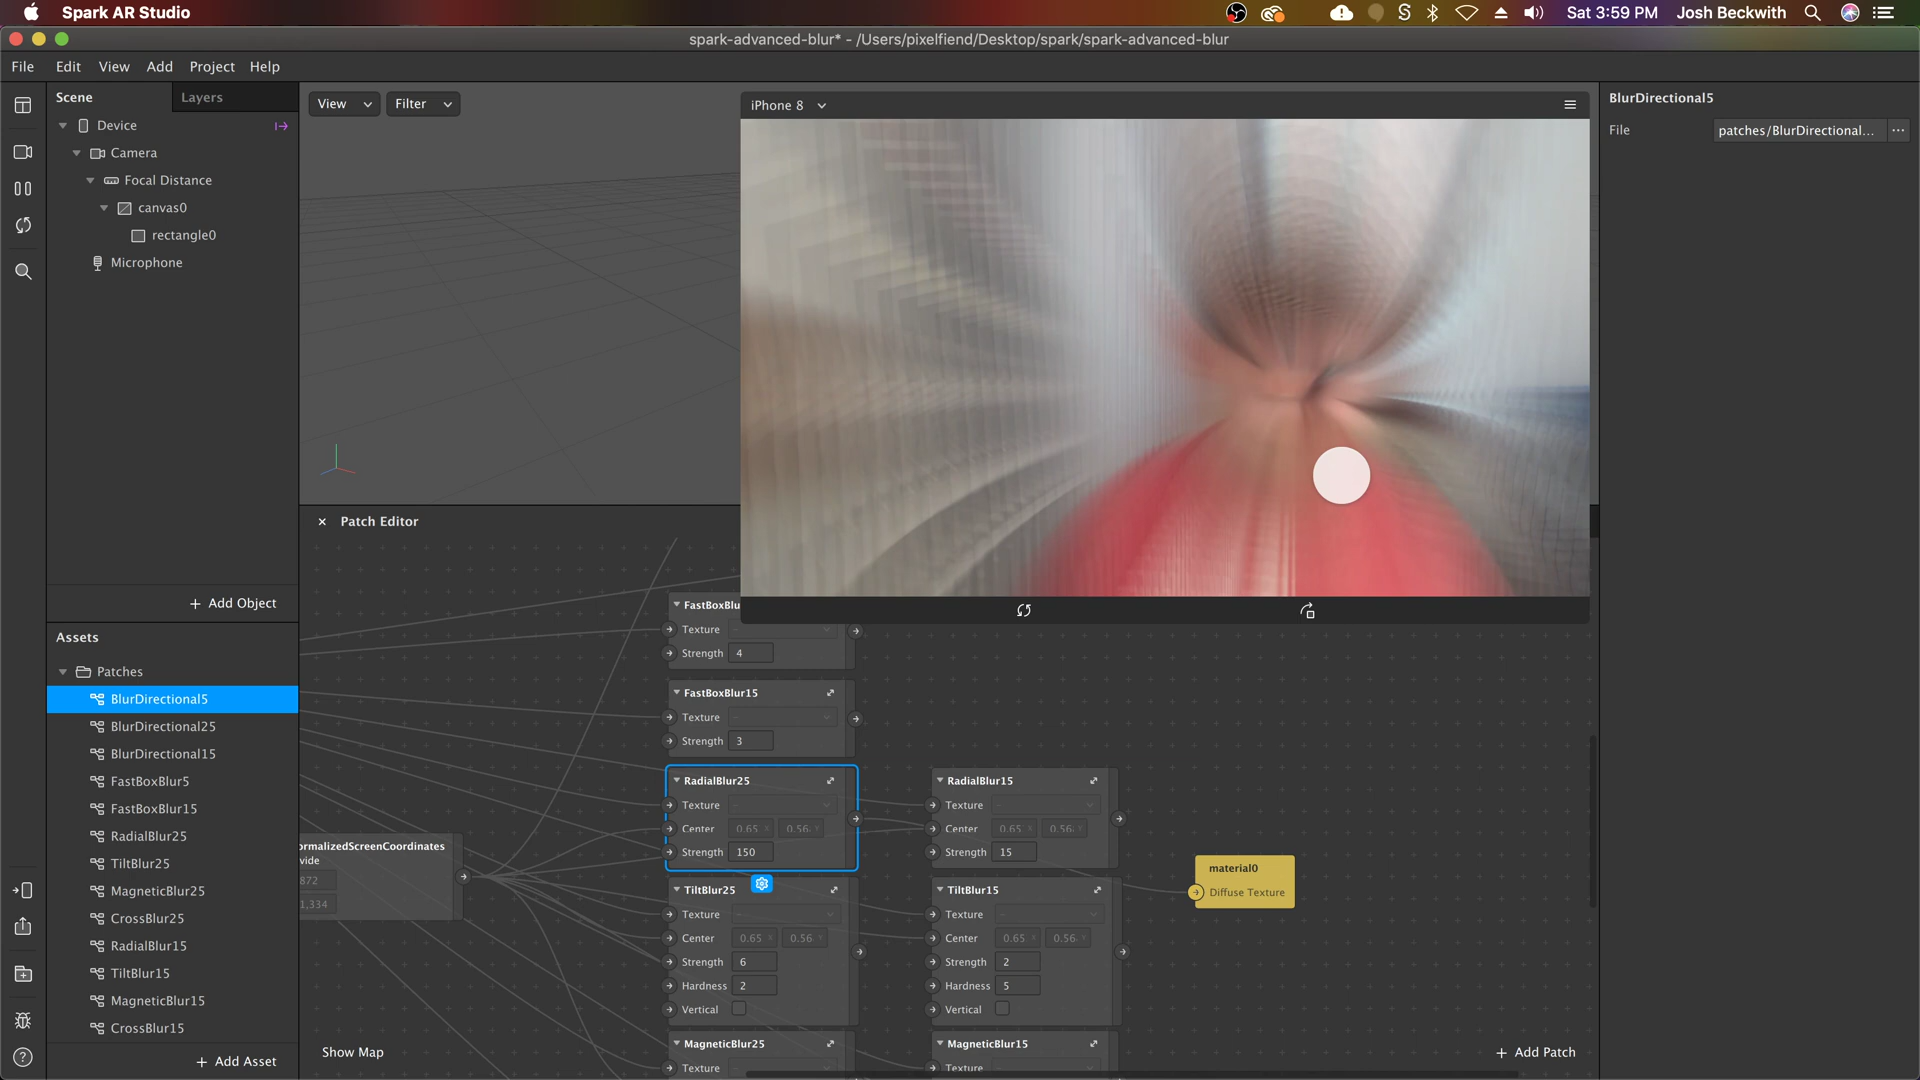 Spark AR Studio
Sat 3:59 PM Josh Beckwith
spark-advanced-blur* - /Users/pixelfiend/Desktop/spark/spark-advanced-blur
File Edit View Add Project Help
Scene
Layers
Device
Camera
Focal Distance
canvas0
rectangle0
Microphone
+ Add Object
Assets
Patches
BlurDirectional5
BlurDirectional25
BlurDirectional15
FastBoxBlur5
FastBoxBlur15
RadialBlur25
TiltBlur25
MagneticBlur25
CrossBlur25
RadialBlur15
TiltBlur15
MagneticBlur15
CrossBlur15
+ Add Asset
View
Filter
iPhone 8
BlurDirectional5
File patches/BlurDirectional...
Patch Editor
FastBoxBlu
Texture
Strength 4
FastBoxBlur15
Texture
Strength 3
RadialBlur25
Texture
Center 0.65 0.56
Strength 150
RadialBlur15
Texture
Center 0.65 0.56
Strength 15
ormalizedScreenCoordinates
vide
872
1,334
material0
Diffuse Texture
TiltBlur25
Texture
Center 0.65 0.56
Strength 6
Hardness 2
Vertical
TiltBlur15
Texture
Center 0.65 0.56
Strength 2
Hardness 5
Vertical
MagneticBlur25
Texture
MagneticBlur15
Texture
Show Map
+ Add Patch